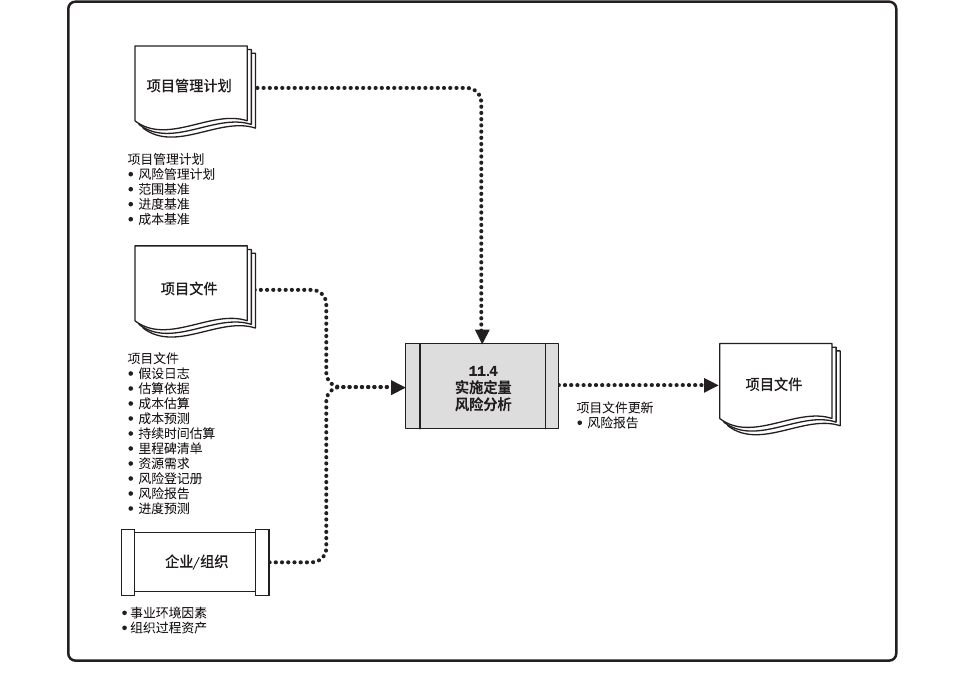 项目管理计划
项目管理计划
• 风险管理计划
• 范围基准
• 进度基准
• 成本基准
项目文件
项目文件
• 假设日志
• 估算依据
• 成本估算
• 成本预测
• 持续时间估算
• 里程碑清单
• 资源需求
• 风险登记册
• 风险报告
• 进度预测
企业/组织
• 事业环境因素
• 组织过程资产
11.4
实施定量
风险分析
项目文件更新
• 风险报告
项目文件